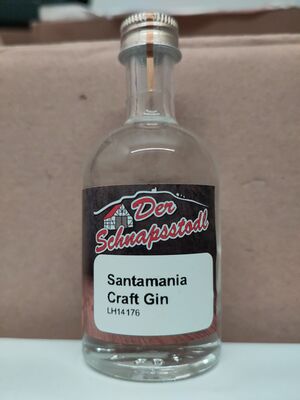 Der
Schnapsstodl
Santamania
Craft Gin
LH14176